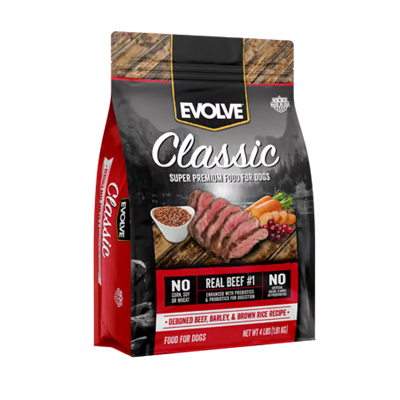 EVOLVE
Classic
SUPER PREMIUM FOOD FOR DOGS
NO
CORN, SOY
OR WHEAT
REAL BEEF #1
ENHANCED WITH PREBIOTICS
& PROBIOTICS FOR DIGESTION
NO
ARTIFICIAL
• DEBONED BEEF, BARLEY, & BROWN RICE RECIPE •
FOOD FOR DOGS
NET WT 4 LBS (1.81 KG)
EVOLVE
Classic